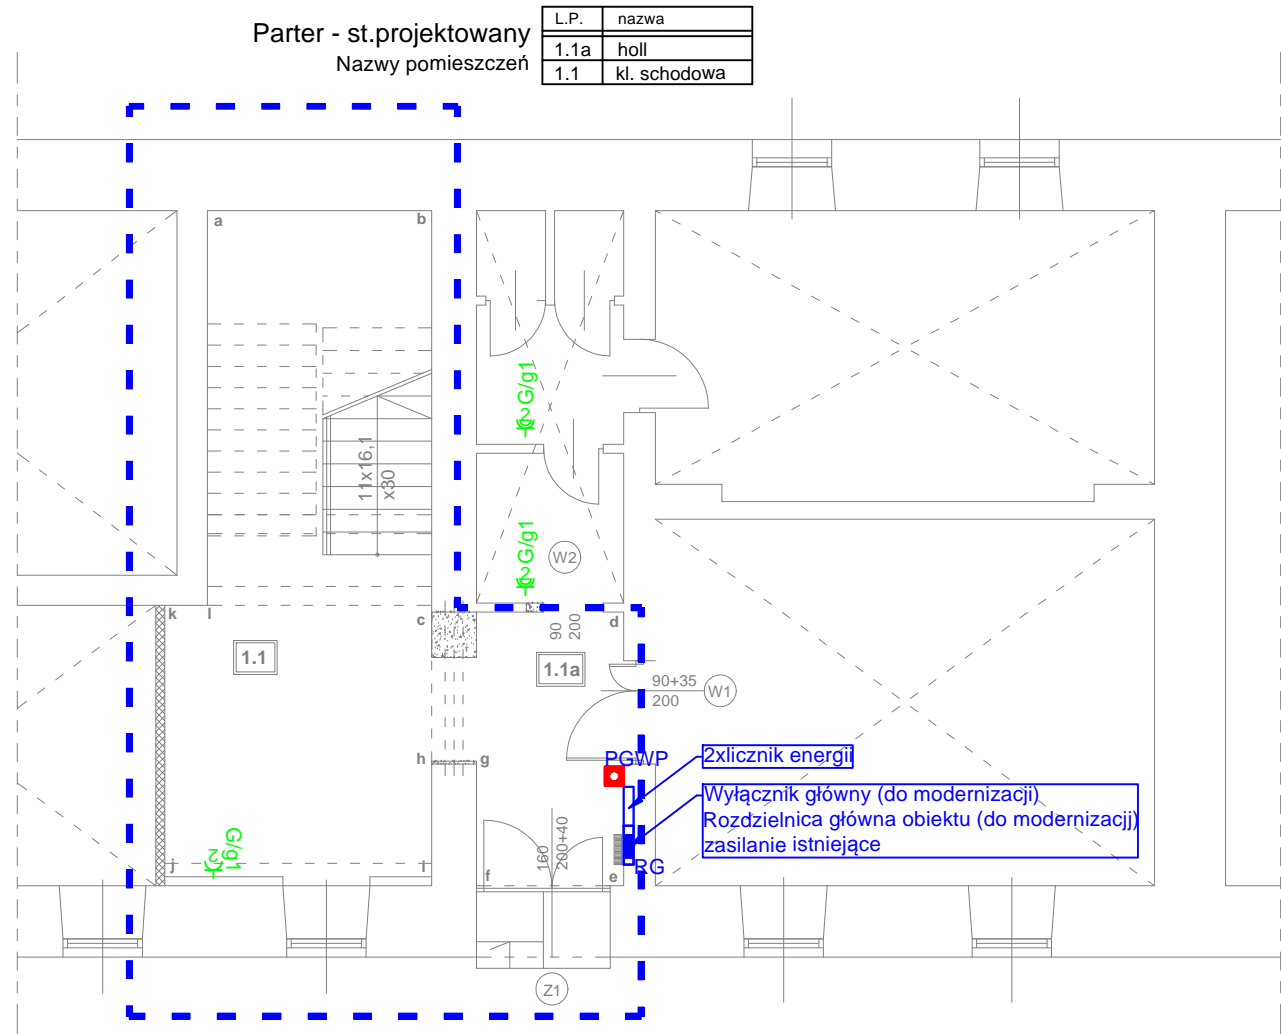 Parter - st.projektowany
Nazwy pomieszczeń
L.P. nazwa
1.1a holl
1.1 kl. schodowa
a
b
11x16,1
x30
G/g1
G/g1
W2
k
l
c
d
90
200
1.1
1.1a
90+35
200
W1
h
g
PGWP
2xlicznik energii
Wyłącznik główny (do modernizacji)
Rozdzielnica główna obiektu (do modernizacjj)
zasilanie istniejące
RG
G/g1
2
j
i
f
e
160
200+40
Z1